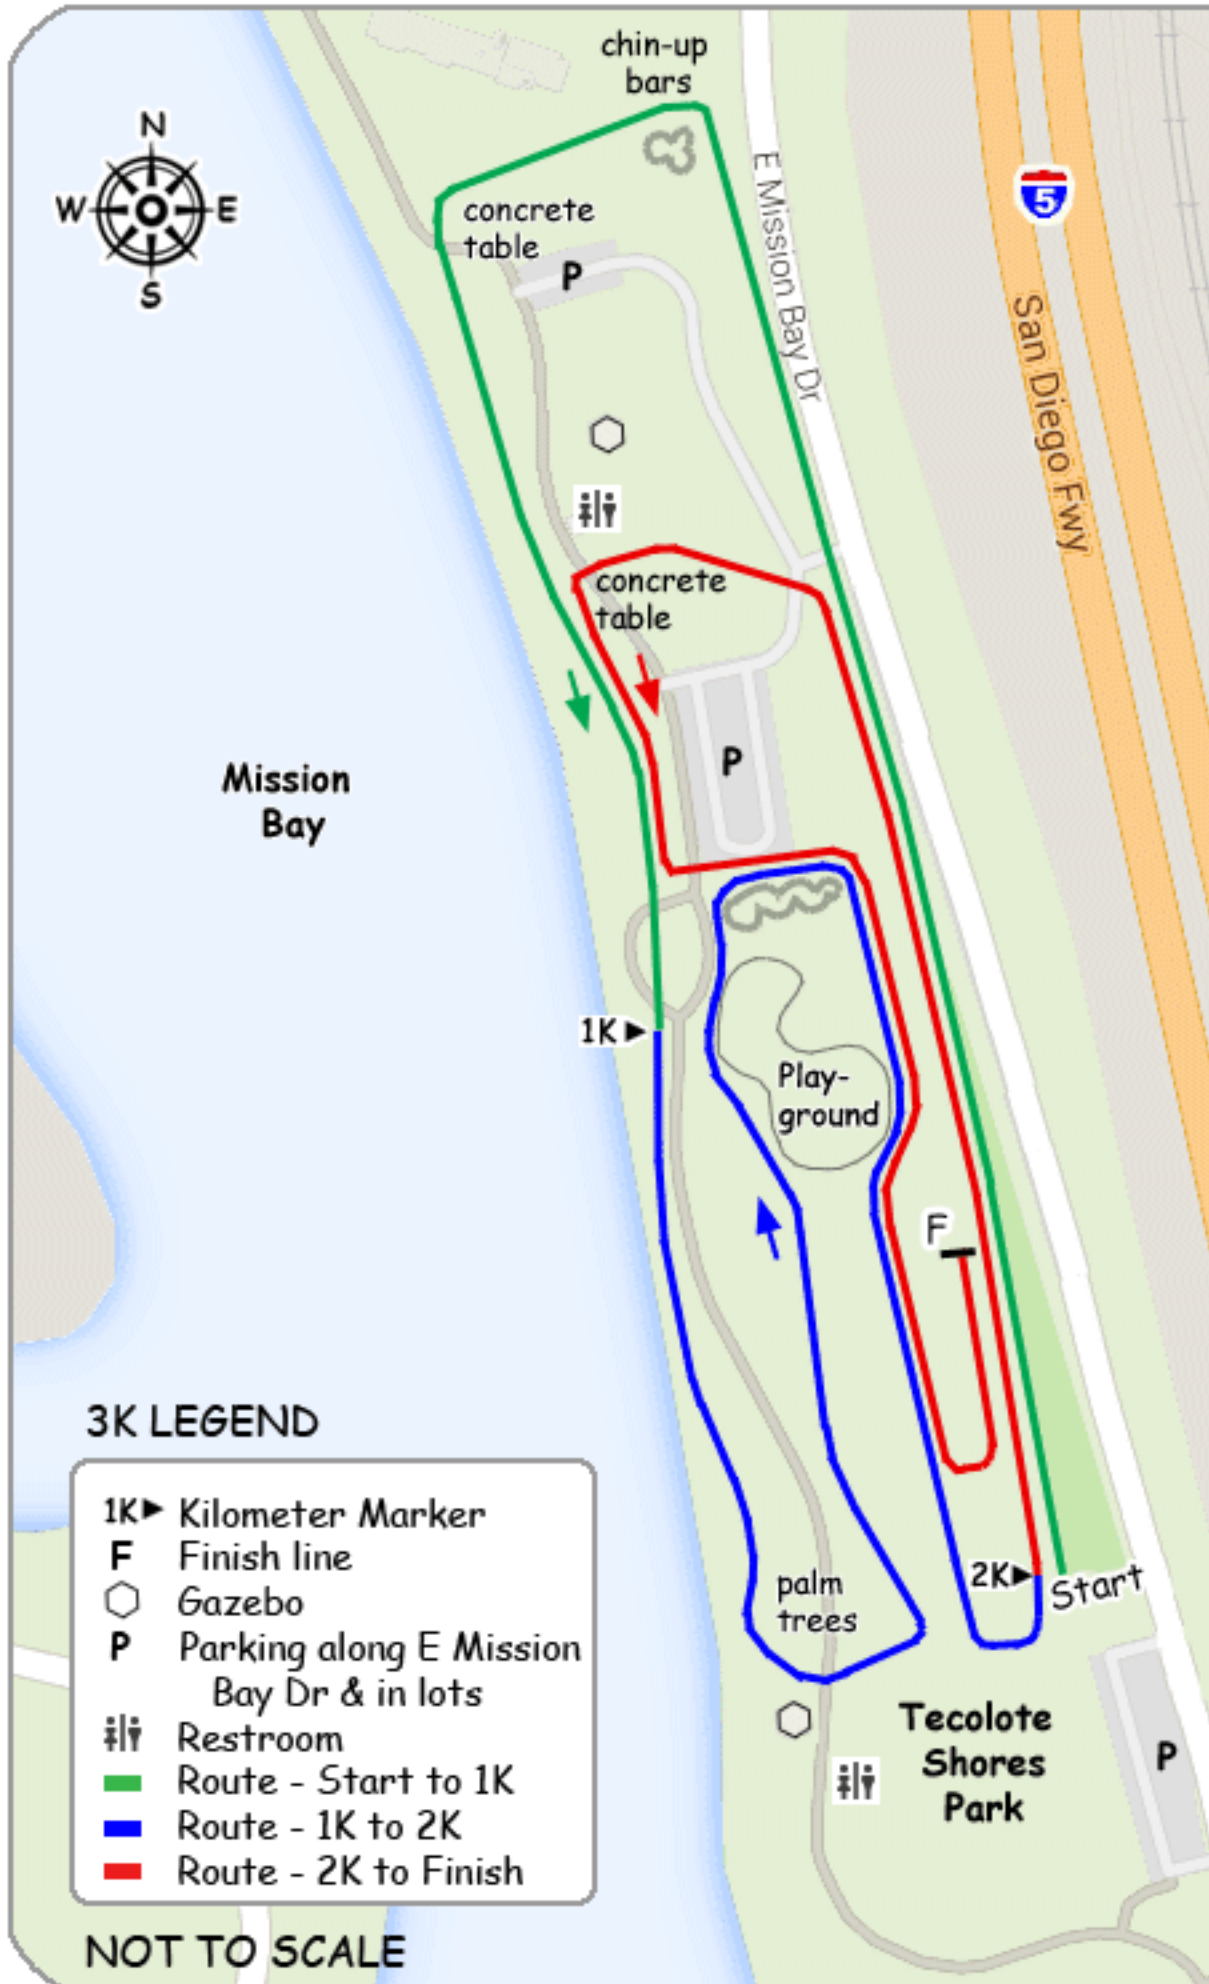 chin-up
bars
N
W E
S
concrete
table
P
E Mission Bay Dr
5
San Diego Fwy
concrete
table
P
Mission
Bay
1K
Play-
ground
F
2K
Start
palm
trees
Tecolote
Shores
Park
P
3K LEGEND
1K Kilometer Marker
F Finish line
Gazebo
P Parking along E Mission
Bay Dr & in lots
Restroom
Route - Start to 1K
Route - 1K to 2K
Route - 2K to Finish
NOT TO SCALE